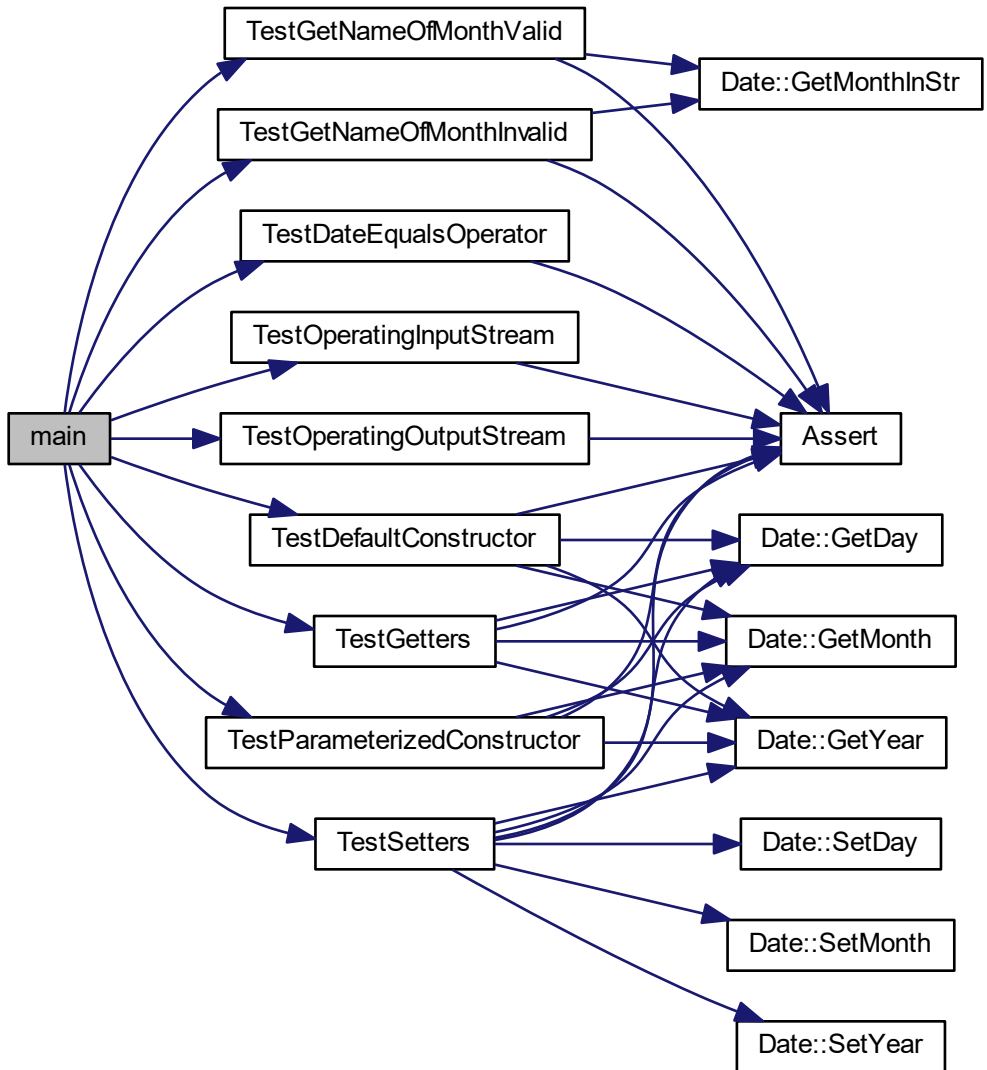 TestGetNameOfMonthValid
Date::GetMonthInStr
TestGetNameOfMonthInvalid
TestDateEqualsOperator
TestOperatingInputStream
main
TestOperatingOutputStream
Assert
TestDefaultConstructor
Date::GetDay
TestGetters
Date::GetMonth
TestParameterizedConstructor
Date::GetYear
TestSetters
Date::SetDay
Date::SetMonth
Date::SetYear